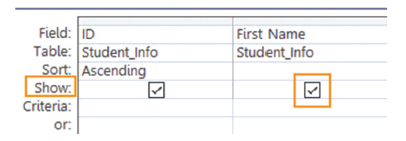 Field: ID First Name
Table: Student_Info Student_Info
Sort: Ascending
Show:
Criteria:
or: